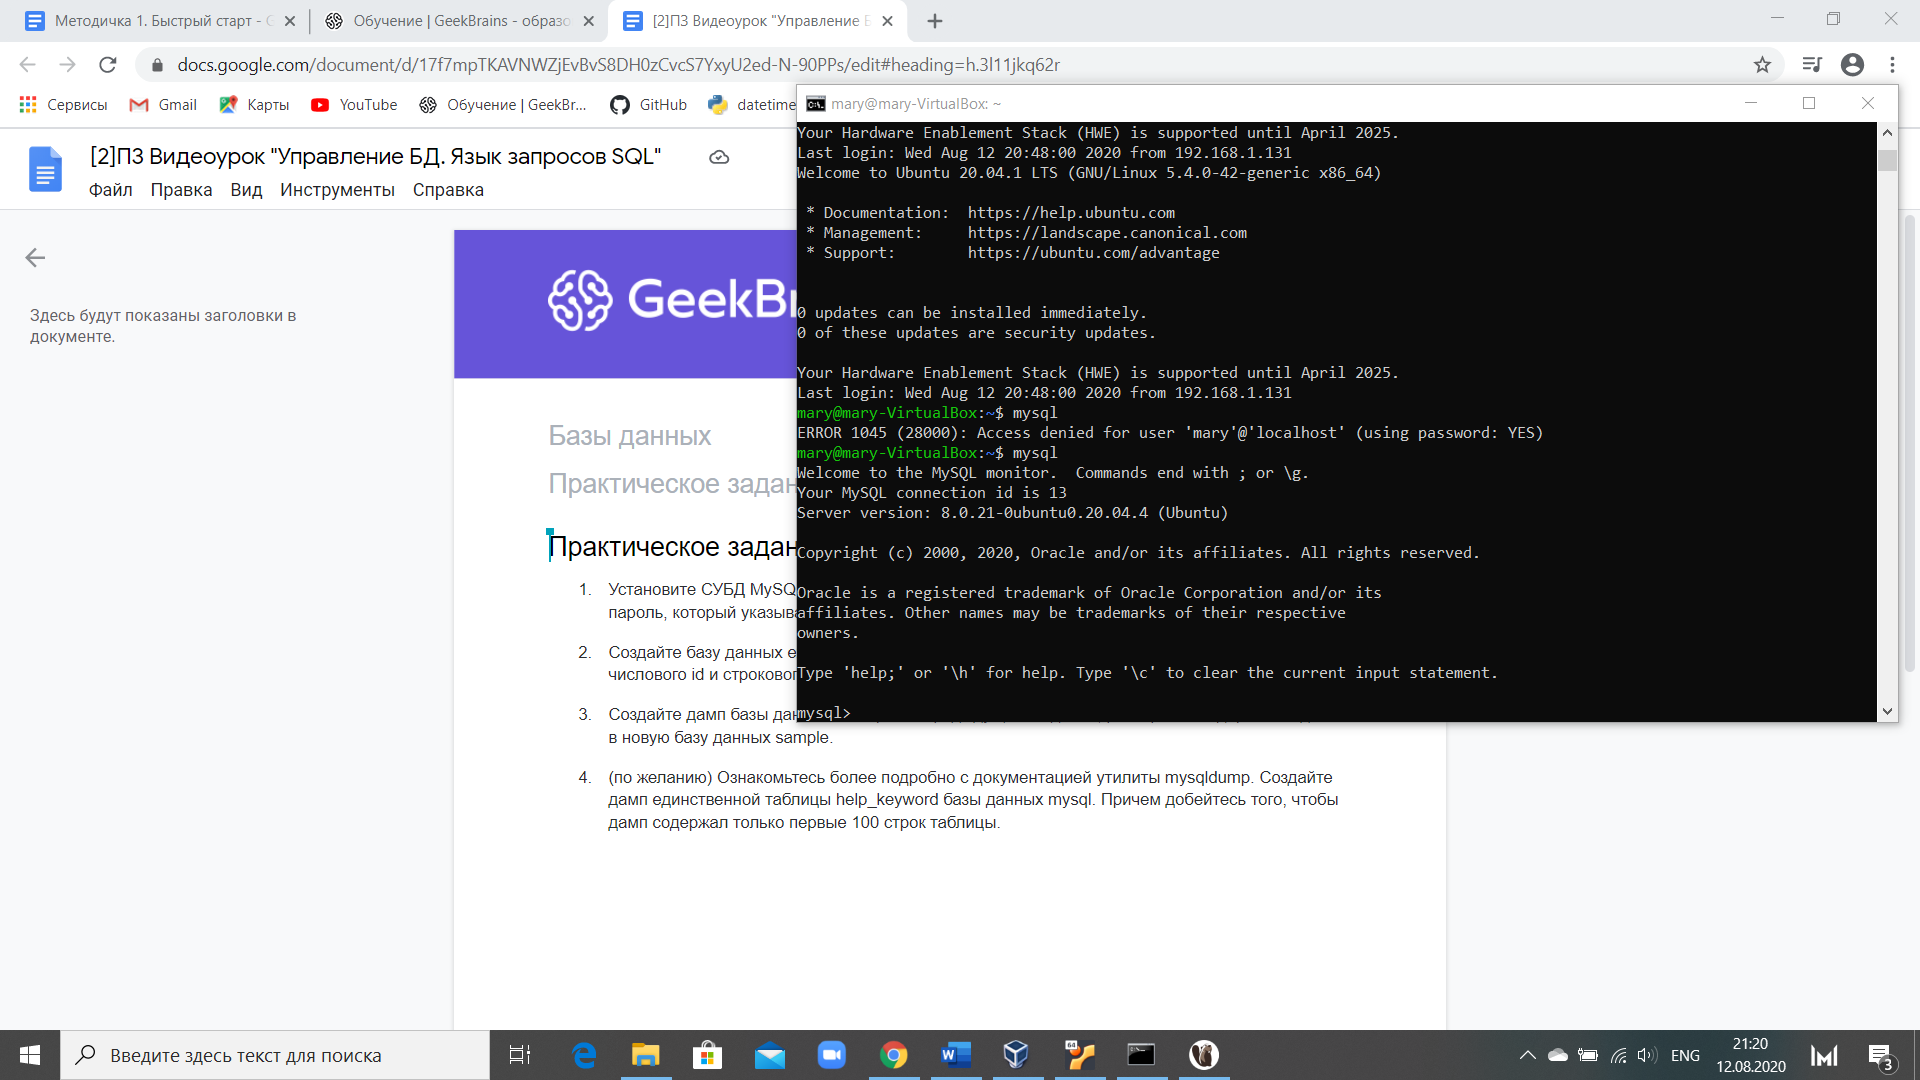 Методичка 1. Быстрый старт -
Обучение | GeekBrains - образо
[2]ПЗ Видеоурок "Управление Б
docs.google.com/document/d/17f7mpTKAVNWZjEvBvS8DH0zCvcS7YxyU2ed-N-90PPs/edit#heading=h.3l11jkq62r
Сервисы
Gmail
Карты
YouTube
Обучение | GeekBr...
GitHub
datetime
[2]ПЗ Видеоурок "Управление БД. Язык запросов SQL"
Файл Правка Вид Инструменты Справка
Здесь будут показаны заголовки в
документе.
GeekBr
Базы данных
Практическое задан
Практическое задан
1. Установите СУБД MySQ
пароль, который указыва
2. Создайте базу данных e
числового id и строковог
3. Создайте дамп базы дан
в новую базу данных sample.
4. (по желанию) Ознакомьтесь более подробно с документацией утилиты mysqldump. Создайте
дамп единственной таблицы help_keyword базы данных mysql. Причем добейтесь того, чтобы
дамп содержал только первые 100 строк таблицы.
mary@mary-VirtualBox: ~
Your Hardware Enablement Stack (HWE) is supported until April 2025.
Last login: Wed Aug 12 20:48:00 2020 from 192.168.1.131
Welcome to Ubuntu 20.04.1 LTS (GNU/Linux 5.4.0-42-generic x86_64)
* Documentation: https://help.ubuntu.com
* Management: https://landscape.canonical.com
* Support: https://ubuntu.com/advantage
0 updates can be installed immediately.
0 of these updates are security updates.
Your Hardware Enablement Stack (HWE) is supported until April 2025.
Last login: Wed Aug 12 20:48:00 2020 from 192.168.1.131
mary@mary-VirtualBox:~$ mysql
ERROR 1045 (28000): Access denied for user 'mary'@'localhost' (using password: YES)
mary@mary-VirtualBox:~$ mysql
Welcome to the MySQL monitor. Commands end with ; or \g.
Your MySQL connection id is 13
Server version: 8.0.21-0ubuntu0.20.04.4 (Ubuntu)
Copyright (c) 2000, 2020, Oracle and/or its affiliates. All rights reserved.
Oracle is a registered trademark of Oracle Corporation and/or its
affiliates. Other names may be trademarks of their respective
owners.
Type 'help;' or '\h' for help. Type '\c' to clear the current input statement.
mysql>
Введите здесь текст для поиска
64
ENG
21:20
12.08.2020
3